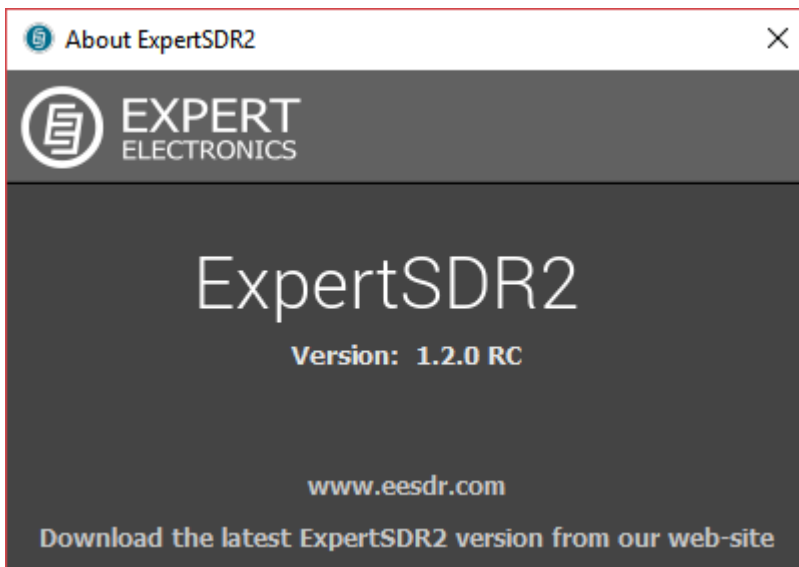 About ExpertSDR2
EXPERT
ELECTRONICS
ExpertSDR2
Version: 1.2.0 RC
www.eesdr.com
Download the latest ExpertSDR2 version from our web-site